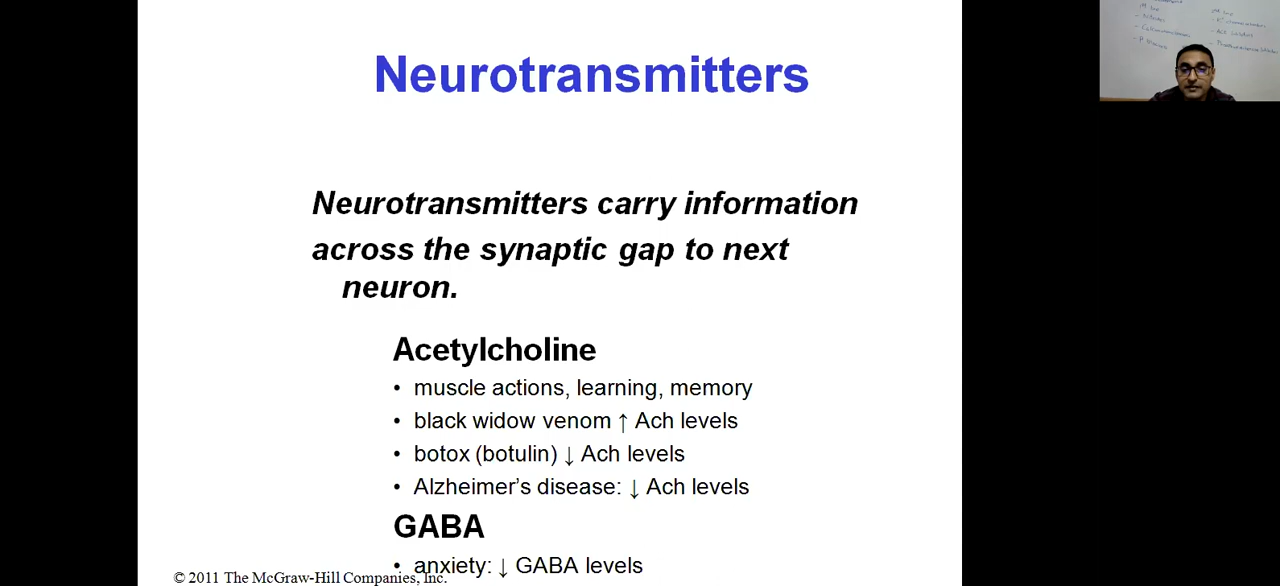 Neurotransmitters
Neurotransmitters carry information
across the synaptic gap to next
neuron.
Acetylcholine
• muscle actions, learning, memory
• black widow venom ↑ Ach levels
• botox (botulin) ↓ Ach levels
• Alzheimer’s disease: ↓ Ach levels
GABA
• anxiety: ↓ GABA levels
© 2011 The McGraw-Hill Companies, Inc.